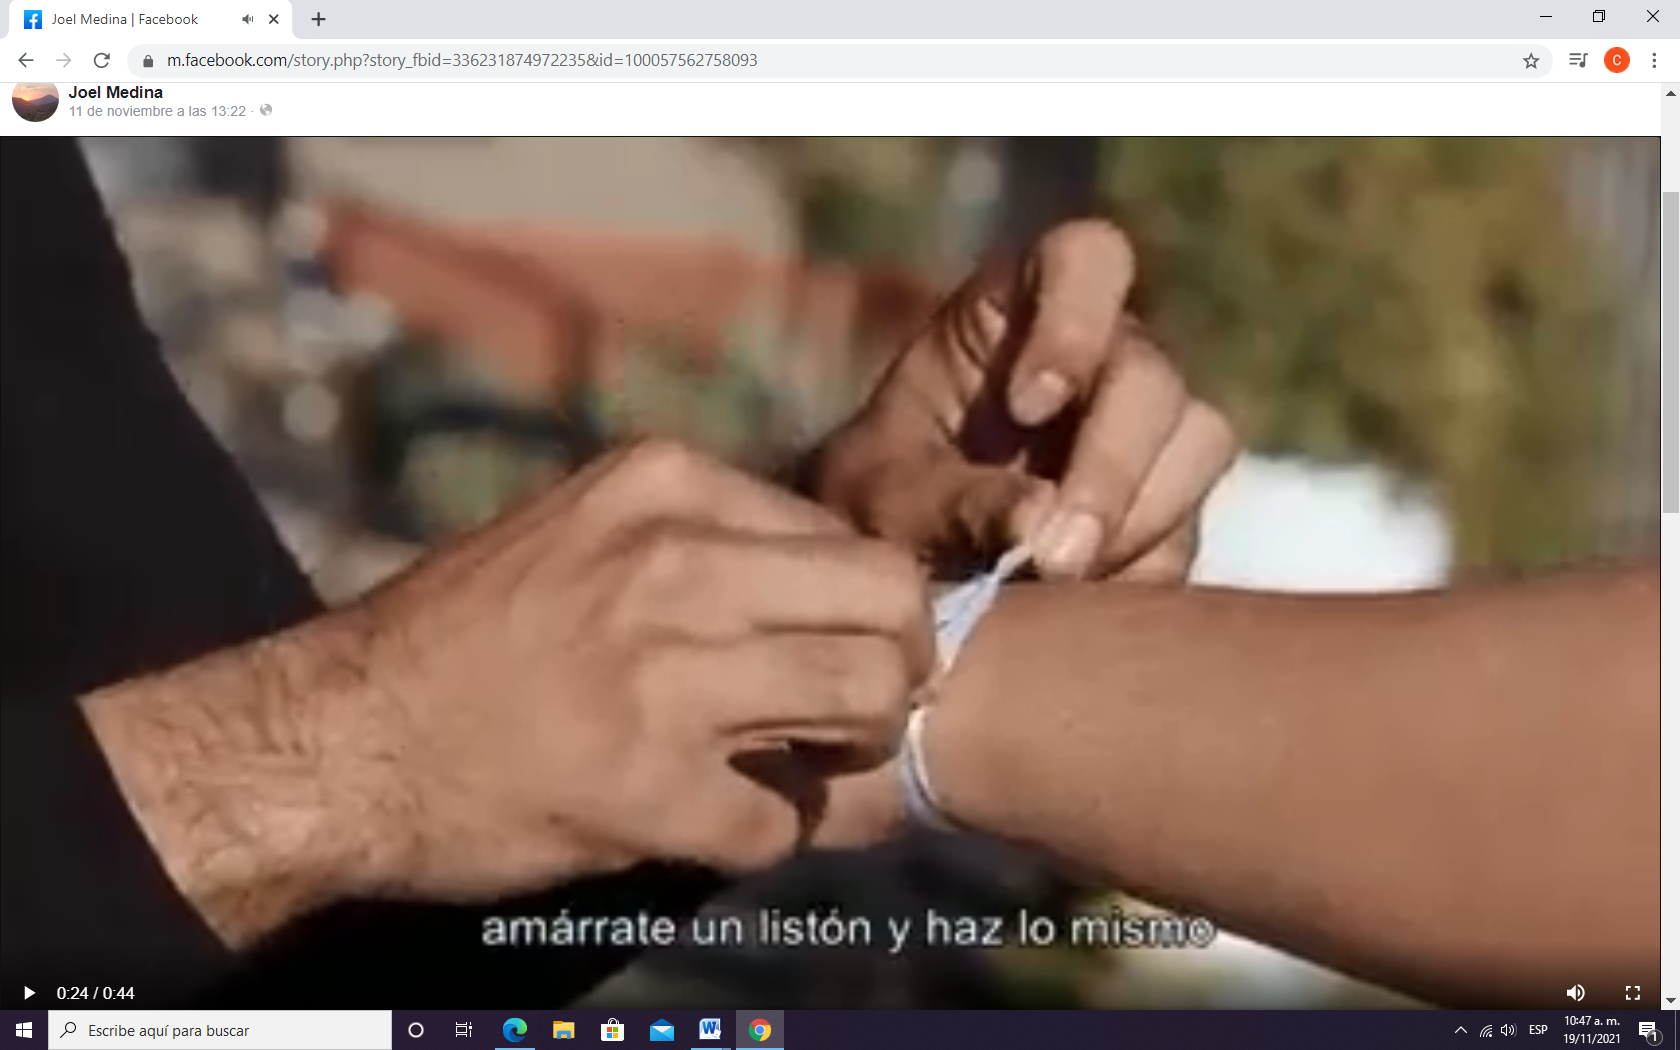 Joel Medina | Facebook
m.facebook.com/story.php?story_fbid=336231874972235&id=100057562758093
C
Joel Medina
11 de noviembre a las 13:22 ·
amárrate un listón y haz lo mismo
0:24 / 0:44
Escribe aquí para buscar
ESP
10:47 a. m.
19/11/2021
1